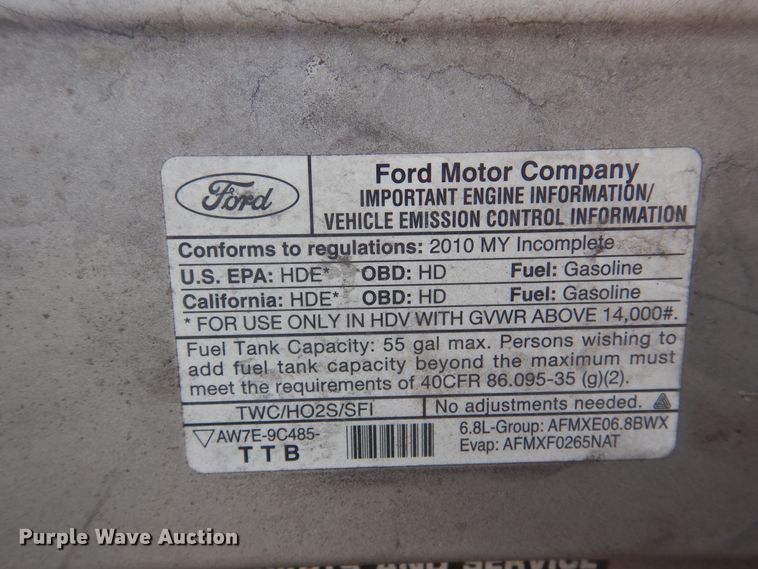 Ford
Ford Motor Company
IMPORTANT ENGINE INFORMATION/
VEHICLE EMISSION CONTROL INFORMATION
Conforms to regulations: 2010 MY Incomplete
U.S. EPA: HDE* OBD: HD Fuel: Gasoline
California: HDE* OBD: HD Fuel: Gasoline
* FOR USE ONLY IN HDV WITH GVWR ABOVE 14,000#.
Fuel Tank Capacity: 55 gal max. Persons wishing to
add fuel tank capacity beyond the maximum must
meet the requirements of 40CFR 86.095-35 (g)(2).
TWC/HO2S/SFI No adjustments needed.
AW7E-9C485- 6.8L-Group: AFMXE06.8BWX
TTB Evap: AFMXF0265NAT
Purple Wave Auction
SERVICE